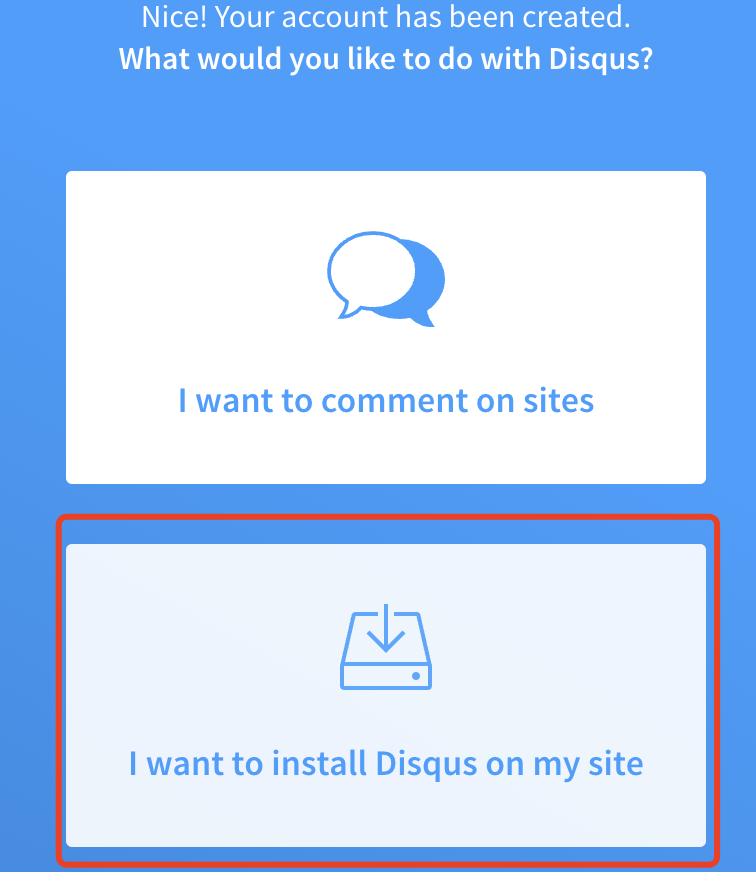 Nice! Your account has been created.
What would you like to do with Disqus?
I want to comment on sites
I want to install Disqus on my site